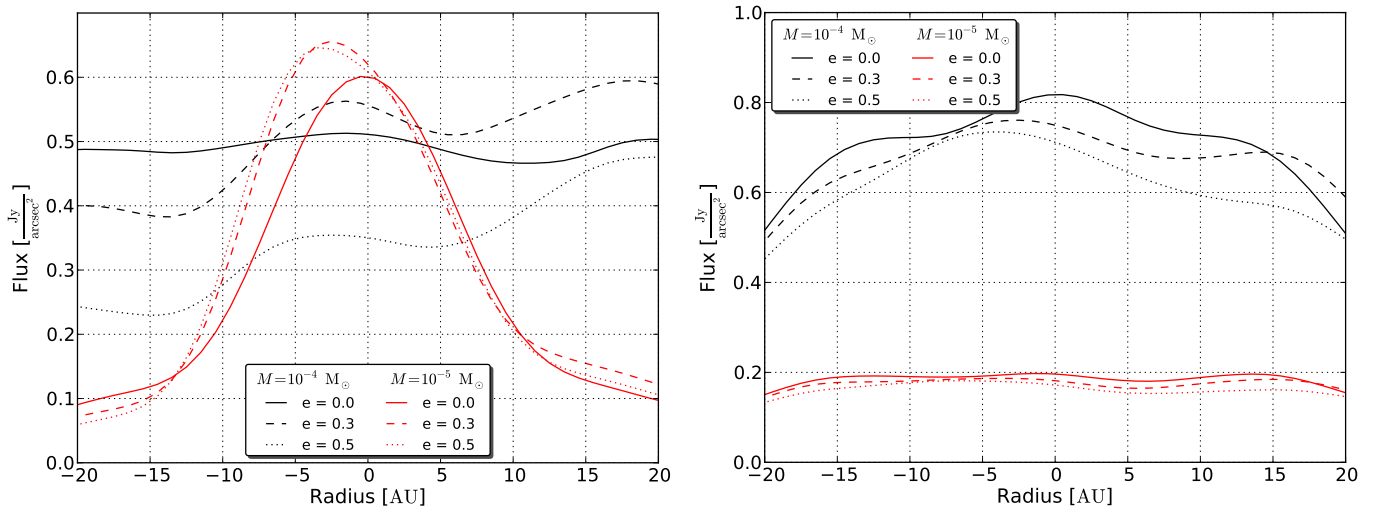 0.6
0.5
0.4
0.3
0.2
0.1
0.0
Flux [Jy/arcsec²]
M=10⁻⁴ M⊙ M=10⁻⁵ M⊙
e = 0.0 e = 0.0
e = 0.3 e = 0.3
e = 0.5 e = 0.5
−20 −15 −10 −5 0 5 10 15 20
Radius [AU]
1.0
0.8
0.6
0.4
0.2
0.0
Flux [Jy/arcsec²]
M=10⁻⁴ M⊙ M=10⁻⁵ M⊙
e = 0.0 e = 0.0
e = 0.3 e = 0.3
e = 0.5 e = 0.5
−20 −15 −10 −5 0 5 10 15 20
Radius [AU]